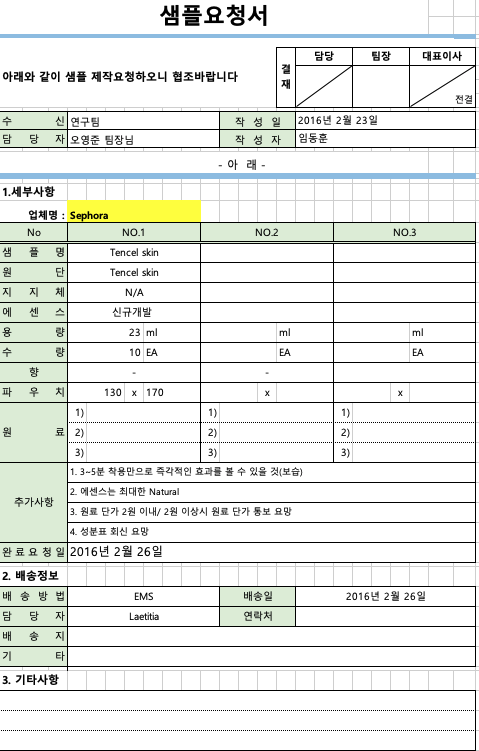 샘플요청서
아래와 같이 샘플 제작요청하오니 협조바랍니다
결재 담당 팀장 대표이사
전결
수 신 연구팀 작 성 일 2016년 2월 23일
담 당 자 오영준 팀장님 작 성 자 임동훈
- 아 래 -
1.세부사항
업체명 : Sephora
No NO.1 NO.2 NO.3
샘 플 명 Tencel skin
원 단 Tencel skin
지 지 체 N/A
에 센 스 신규개발
용 량 23 ml ml ml
수 량 10 EA EA EA
향 - -
파 우 치 130 x 170 x x
원 료 1) 1) 1)
2) 2) 2)
3) 3) 3)
추가사항 1. 3~5분 착용만으로 즉각적인 효과를 볼 수 있을 것(보습)
2. 에센스는 최대한 Natural
3. 원료 단가 2원 이내/ 2원 이상시 원료 단가 통보 요망
4. 성분표 회신 요망
완료요청일 2016년 2월 26일
2. 배송정보
배 송 방 법 EMS 배송일 2016년 2월 26일
담 당 자 Laetitia 연락처
배 송 지
기 타
3. 기타사항